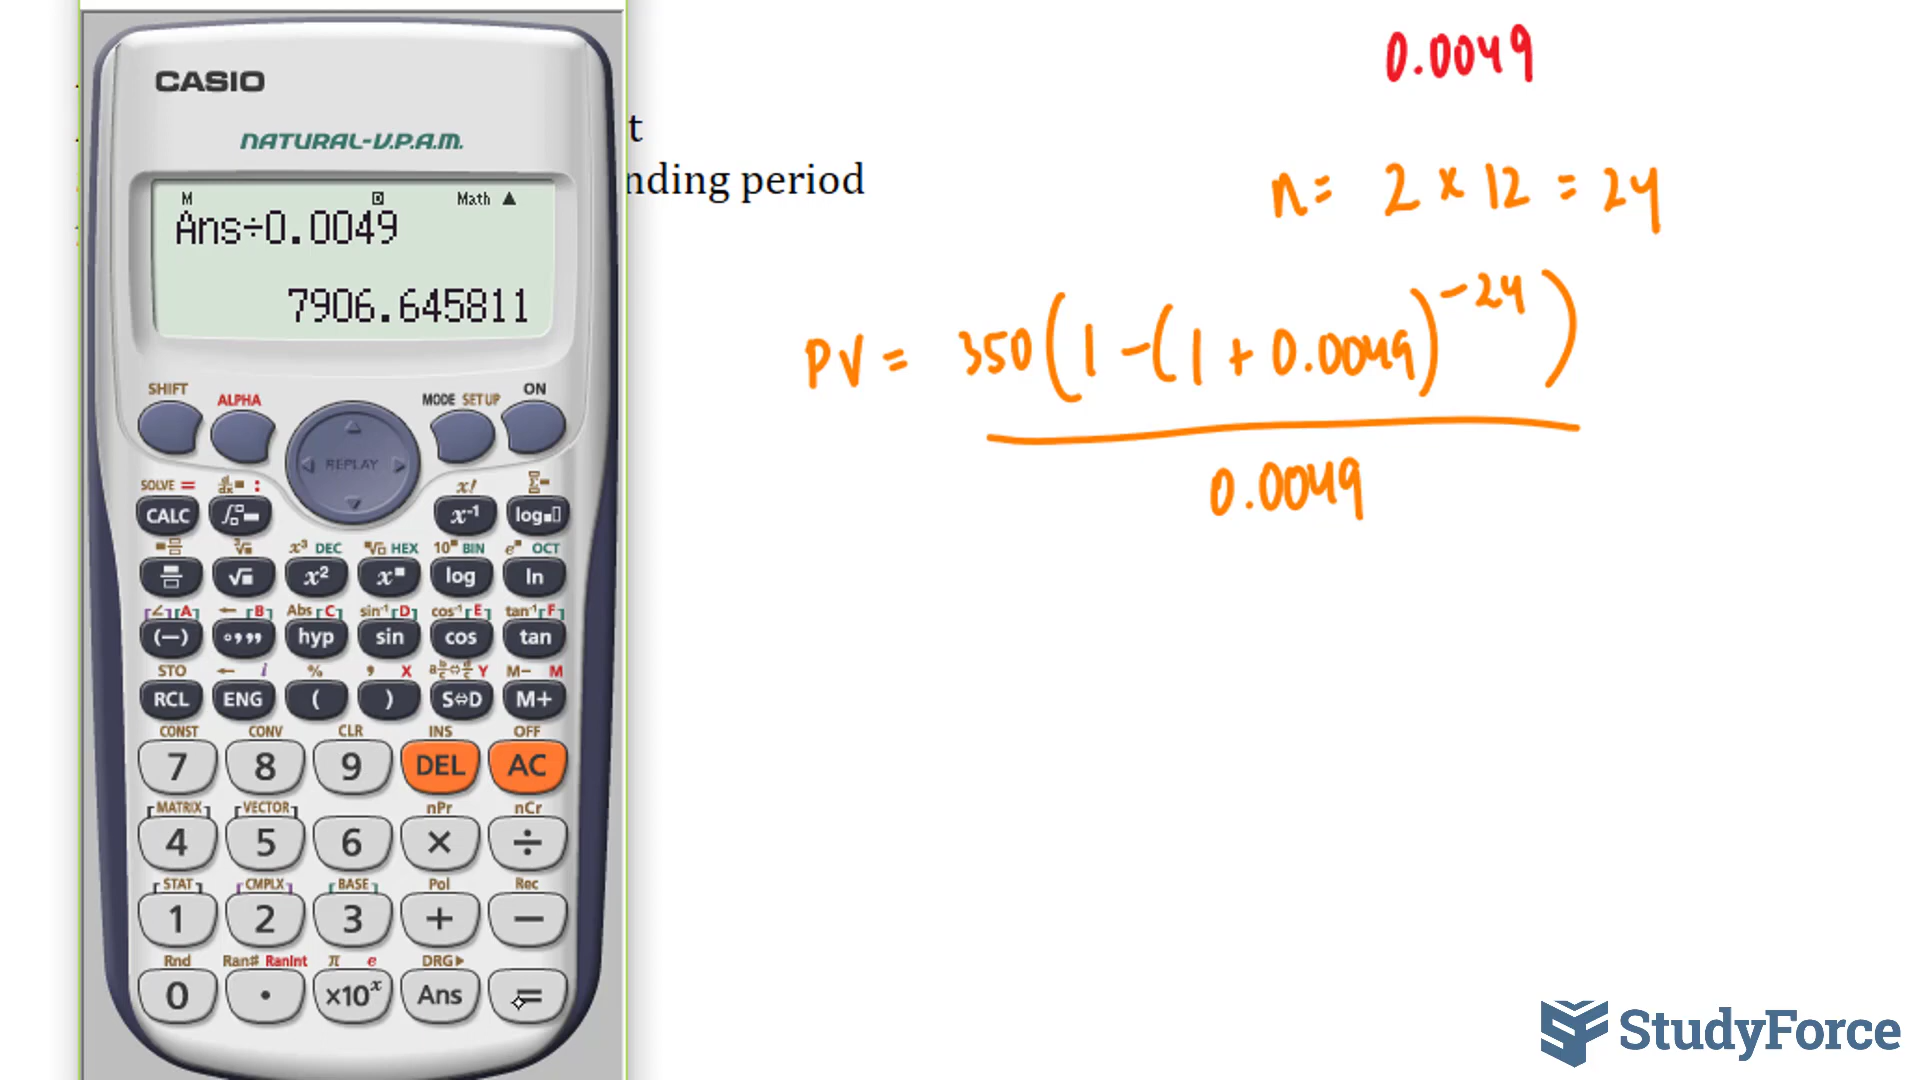 CASIO
NATURAL-V.P.A.M.
M D Math ▲
Ans÷0.0049
7906.645811
SHIFT ALPHA MODE SETUP ON
REPLAY
SOLVE = d/dx : x! Σ
CALC x⁻¹ log
x³ DEC HEX 10 BIN e OCT
√ x² x log ln
∠ A ← B Abs C sin⁻¹ D cos⁻¹ E tan⁻¹ F
(−) hyp sin cos tan
STO ← i % , X Y M− M
RCL ENG ( ) S⇔D M+
CONST CONV CLR INS OFF
7 8 9 DEL AC
MATRIX VECTOR nPr nCr
4 5 6 × ÷
STAT CMPLX BASE Pol Rec
1 2 3 + −
Rnd Ran# RanInt π e DRG▶
0 . ×10ˣ Ans =
t
nding period
0.0049
n = 2 × 12 = 24
PV = 350(1-(1+0.0049)⁻²⁴)
0.0049
StudyForce